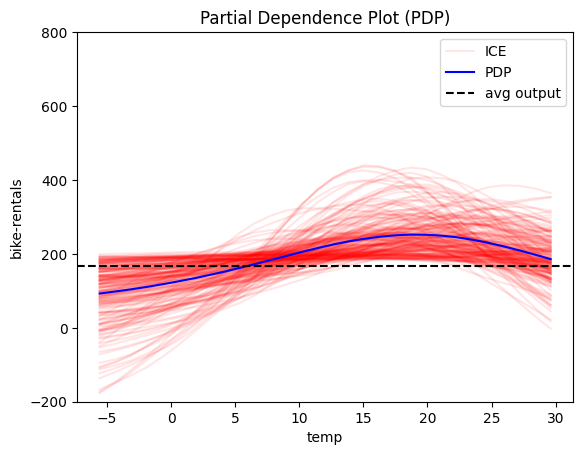 Partial Dependence Plot (PDP)
800
600
400
200
0
−200
bike-rentals
ICE
PDP
avg output
−5 0 5 10 15 20 25 30
temp